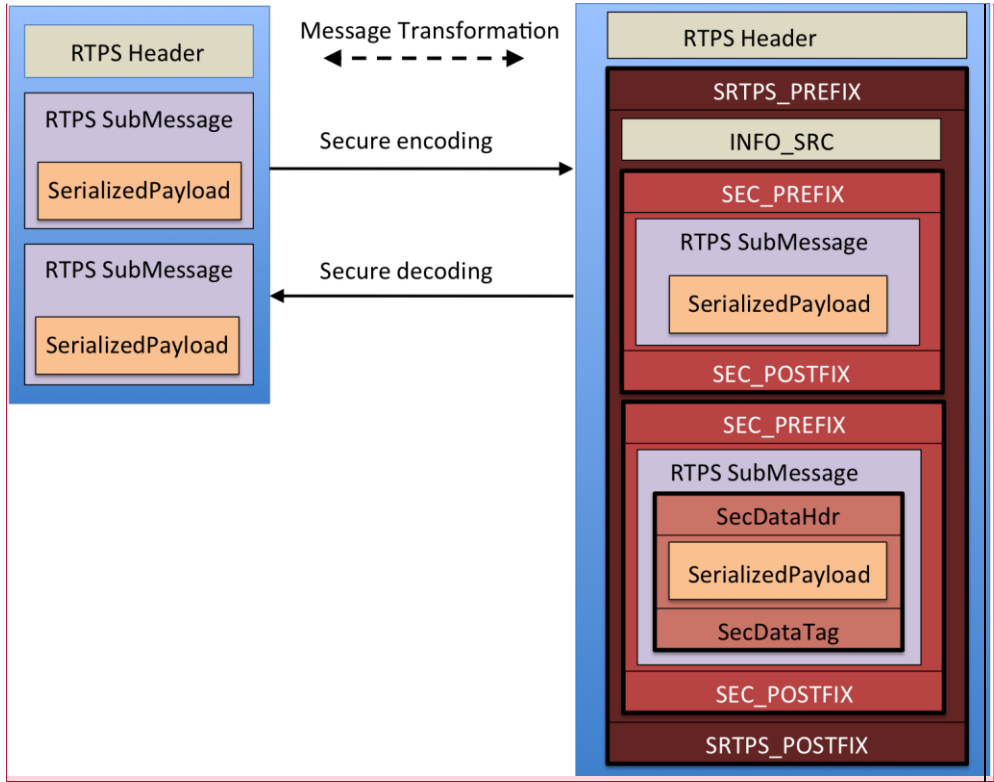 RTPS Header
RTPS SubMessage
SerializedPayload
RTPS SubMessage
SerializedPayload
Message Transformation
Secure encoding
Secure decoding
RTPS Header
SRTPS_PREFIX
INFO_SRC
SEC_PREFIX
RTPS SubMessage
SerializedPayload
SEC_POSTFIX
SEC_PREFIX
RTPS SubMessage
SecDataHdr
SerializedPayload
SecDataTag
SEC_POSTFIX
SRTPS_POSTFIX